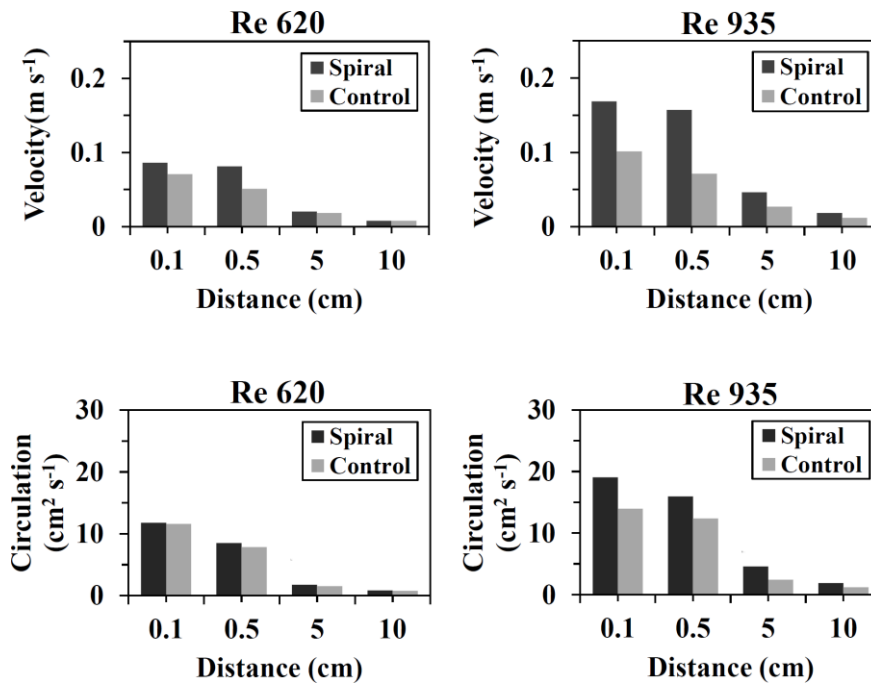 Re 620
Velocity(m s-1)
0.2
0.1
0
Spiral
Control
0.1 0.5 5 10
Distance (cm)
Re 935
Velocity (m s-1)
0.2
0.1
0
Spiral
Control
0.1 0.5 5 10
Distance (cm)
Re 620
Circulation
(cm² s-1)
30
20
10
0
Spiral
Control
0.1 0.5 5 10
Distance (cm)
Re 935
Circulation
(cm² s-1)
30
20
10
0
Spiral
Control
0.1 0.5 5 10
Distance (cm)